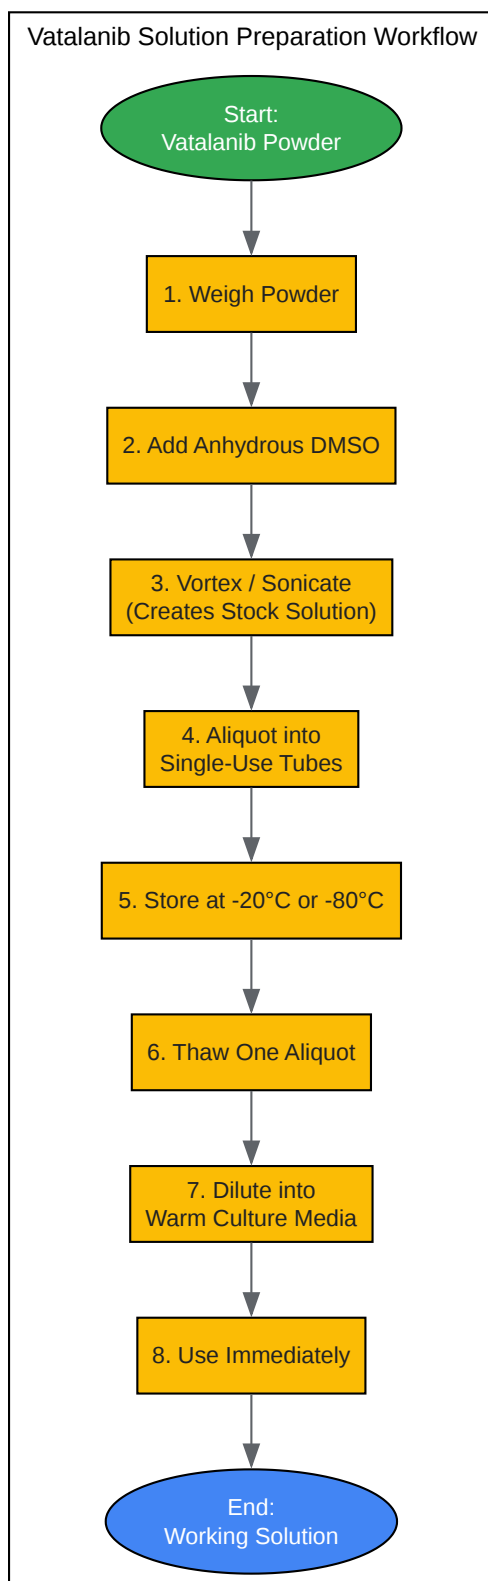 Vatalanib Solution Preparation Workflow
Start:
Vatalanib Powder
1. Weigh Powder
2. Add Anhydrous DMSO
3. Vortex / Sonicate
(Creates Stock Solution)
4. Aliquot into
Single-Use Tubes
5. Store at -20°C or -80°C
6. Thaw One Aliquot
7. Dilute into
Warm Culture Media
8. Use Immediately
End:
Working Solution